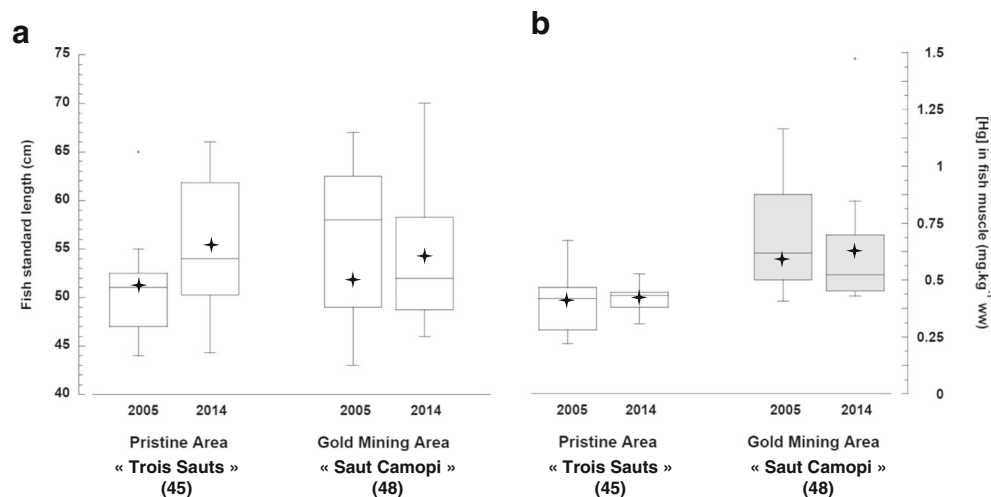 a
b
Fish standard length (cm)
75
70
65
60
55
50
45
40
2005 2014 2005 2014
Pristine Area Gold Mining Area
« Trois Sauts » « Saut Camopi »
(45) (48)
[Hg] in fish muscle (mg.kg⁻¹ ww)
1.5
1.25
1
0.75
0.5
0.25
0
2005 2014 2005 2014
Pristine Area Gold Mining Area
« Trois Sauts » « Saut Camopi »
(45) (48)